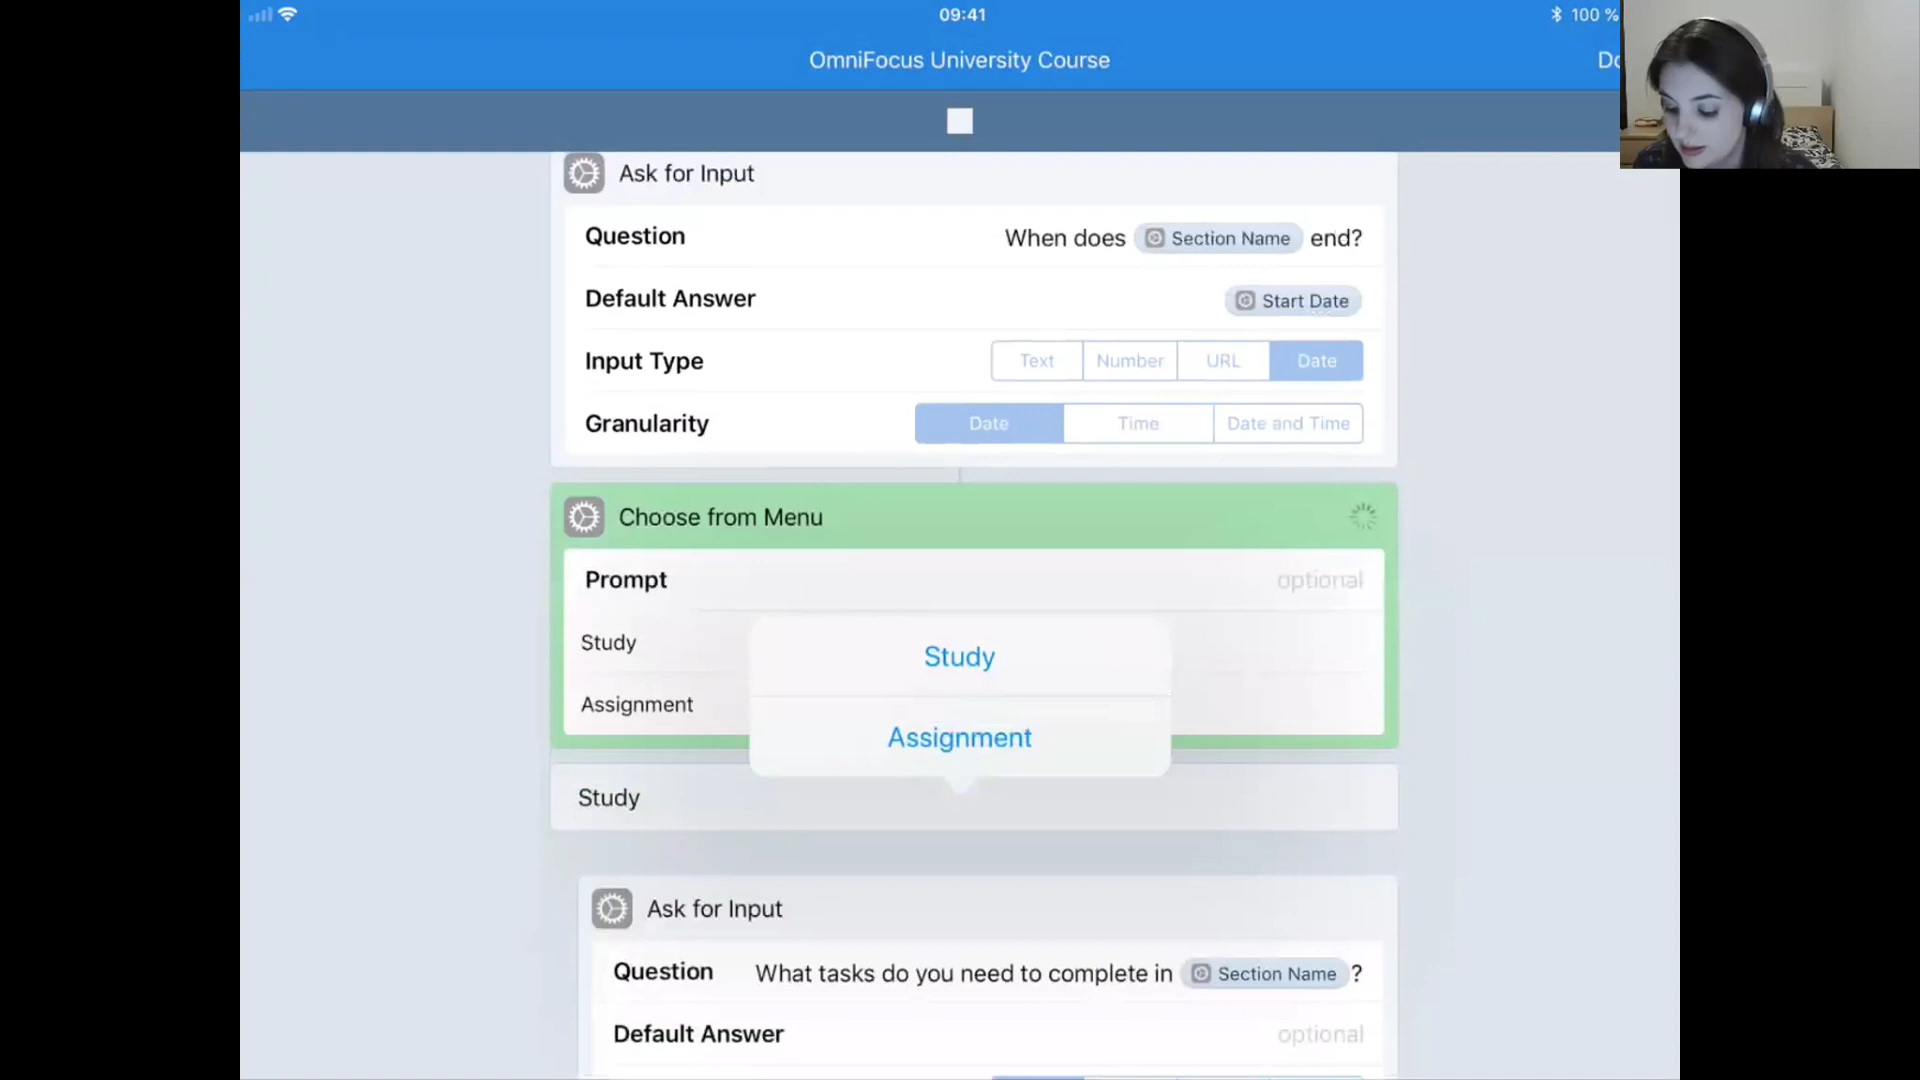 09:41
100 %
OmniFocus University Course
Ask for Input
Question When does Section Name end?
Default Answer Start Date
Input Type Text Number URL Date
Granularity Date Time Date and Time
Choose from Menu
Prompt optional
Study
Study
Assignment
Assignment
Study
Ask for Input
Question What tasks do you need to complete in Section Name ?
Default Answer optional